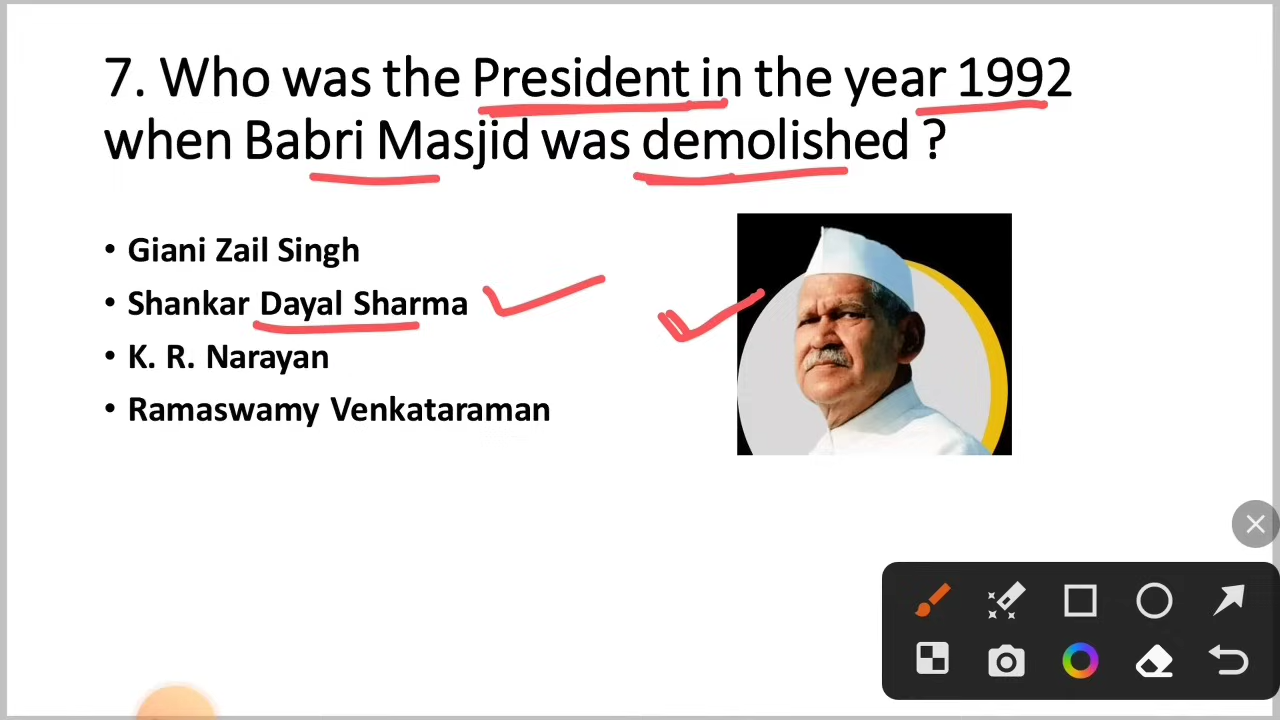 7. Who was the President in the year 1992
when Babri Masjid was demolished ?
• Giani Zail Singh
• Shankar Dayal Sharma
• K. R. Narayan
• Ramaswamy Venkataraman